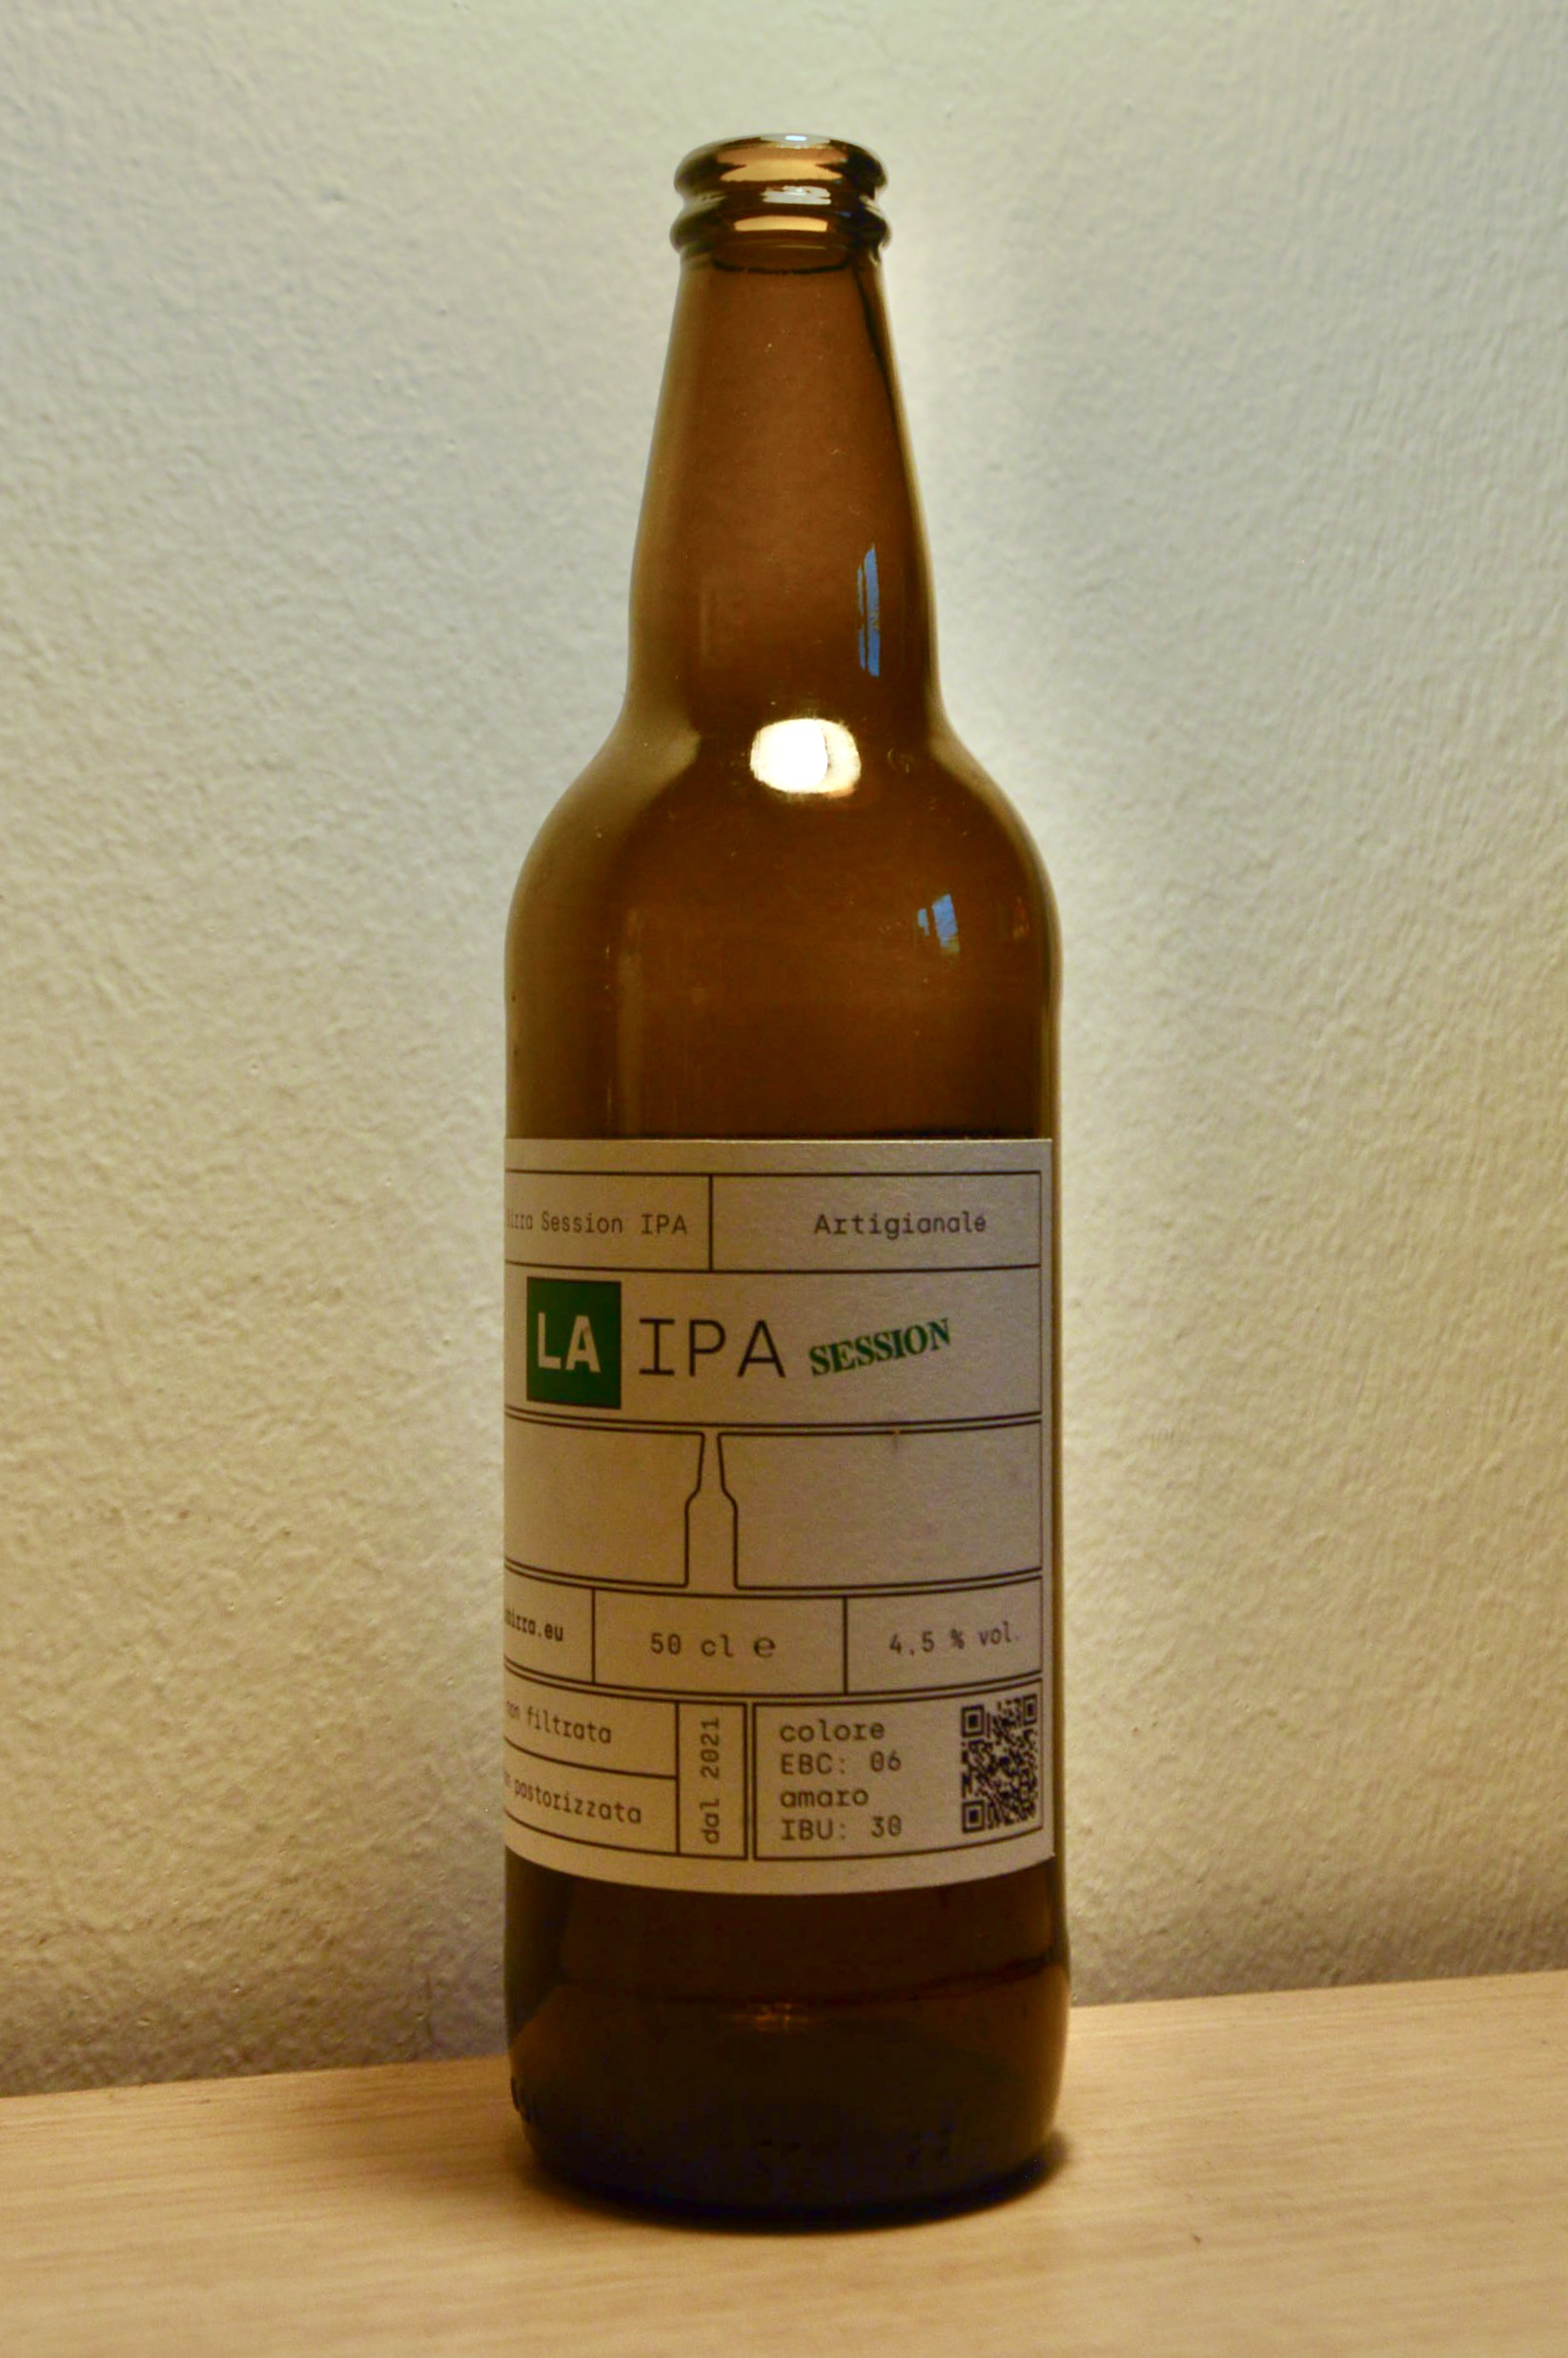 Session IPA
Artigianale
LA IPA SESSION
50 cl e
4,5 % vol.
filtrata
pastorizzata
dal 2021
colore
EBC: 06
amaro
IBU: 30